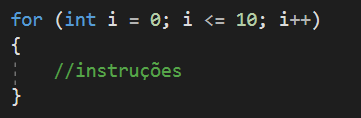 for (int i = 0; i <= 10; i++)
{
    //instruções
}